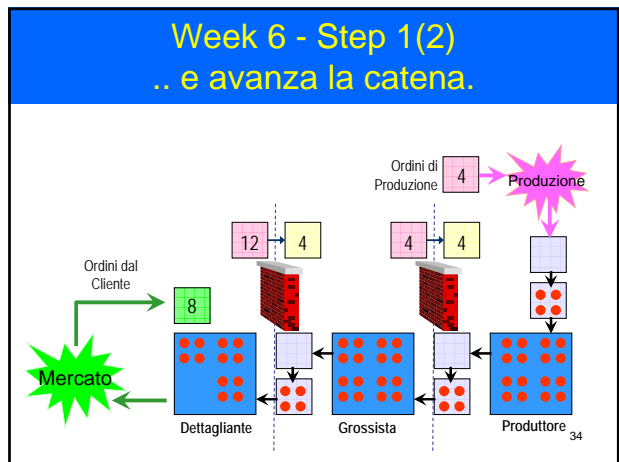 Week 6 - Step 1(2)
.. e avanza la catena.
Ordini di
Produzione
4
Produzione
12
4
4
4
Ordini dal
Cliente
8
Mercato
Dettagliante
Grossista
Produttore
34